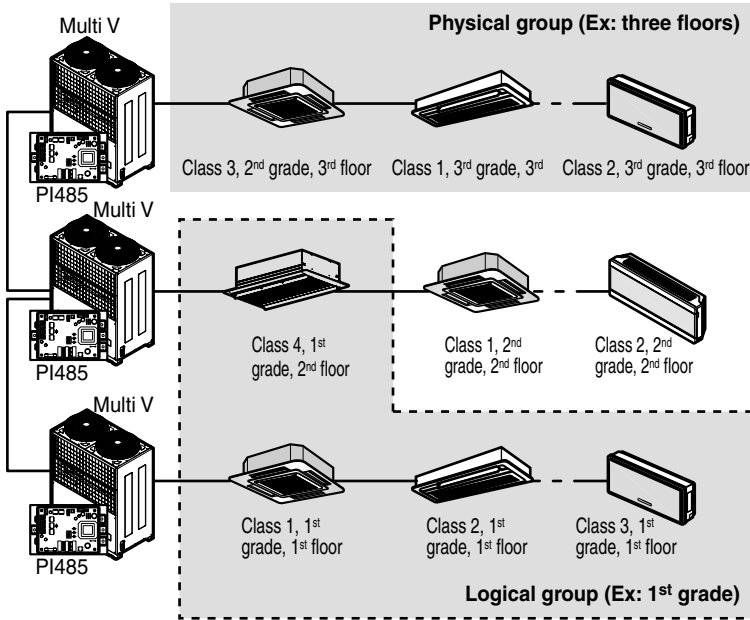 Multi V
Physical group (Ex: three floors)
Class 3, 2nd grade, 3rd floor
Class 1, 3rd grade, 3rd
Class 2, 3rd grade, 3rd floor
PI485
Multi V
Class 4, 1st
grade, 2nd floor
Class 1, 2nd
grade, 2nd floor
Class 2, 2nd
grade, 2nd floor
PI485
Multi V
Class 1, 1st
grade, 1st floor
Class 2, 1st
grade, 1st floor
Class 3, 1st
grade, 1st floor
PI485
Logical group (Ex: 1st grade)